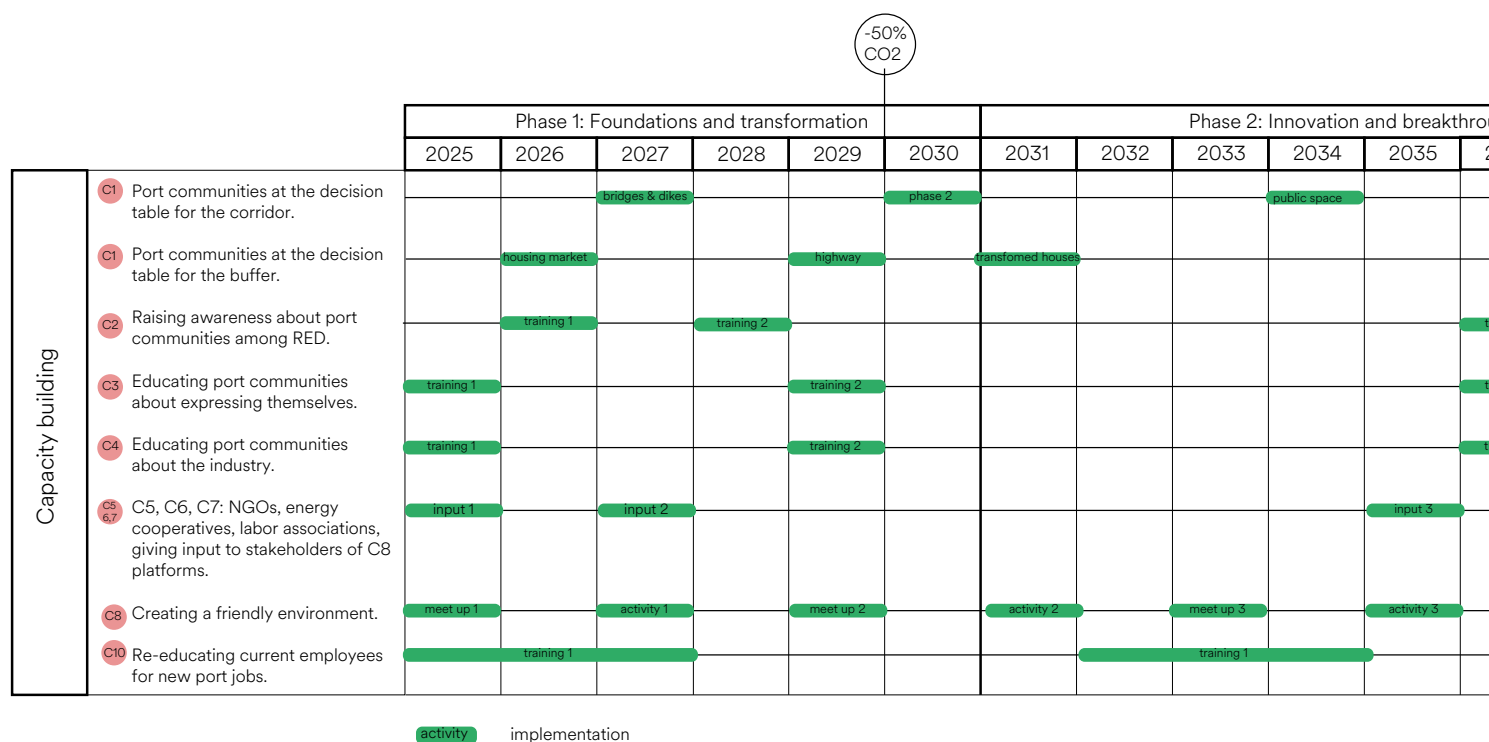 -50%
CO2
Phase 1: Foundations and transformation
Phase 2: Innovation and breakthrou
2025 2026 2027 2028 2029 2030 2031 2032 2033 2034 2035 2
Capacity building
C1 Port communities at the decision
table for the corridor.
bridges & dikes phase 2 public space
C1 Port communities at the decision
table for the buffer.
housing market highway transfomed houses
C2 Raising awareness about port
communities among RED.
training 1 training 2 t
C3 Educating port communities
about expressing themselves.
training 1 training 2 t
C4 Educating port communities
about the industry.
training 1 training 2 t
C5
6,7
C5, C6, C7: NGOs, energy
cooperatives, labor associations,
giving input to stakeholders of C8
platforms.
input 1 input 2 input 3
C8 Creating a friendly environment.
meet up 1 activity 1 meet up 2 activity 2 meet up 3 activity 3
C10 Re-educating current employees
for new port jobs.
training 1 training 1
activity implementation